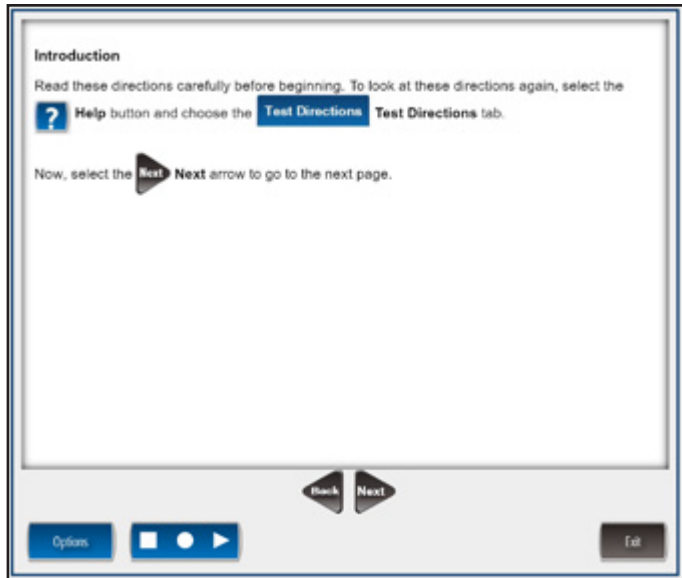 Introduction
Read these directions carefully before beginning. To look at these directions again, select the
? Help button and choose the Test Directions Test Directions tab.
Now, select the Next Next arrow to go to the next page.
Back Next
Options Exit